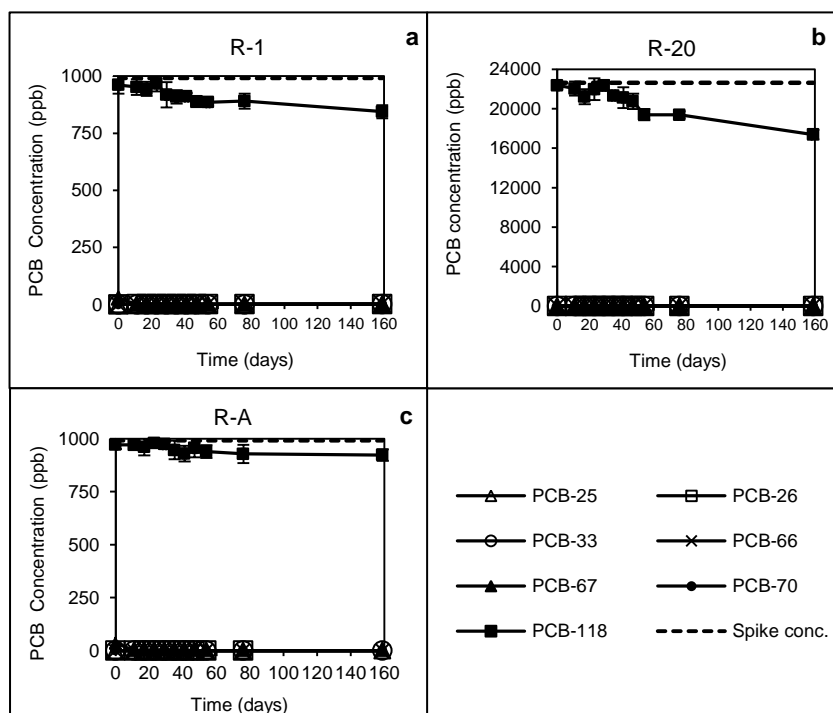 R-1
a
PCB Concentration (ppb)
1000
750
500
250
0
0 20 40 60 80 100 120 140 160
Time (days)
R-20
b
PCB concentration (ppb)
24000
20000
16000
12000
8000
4000
0
0 20 40 60 80 100 120 140 160
Time (days)
R-A
c
PCB Concentration (ppb)
1000
750
500
250
0
0 20 40 60 80 100 120 140 160
Time (days)
PCB-25
PCB-26
PCB-33
PCB-66
PCB-67
PCB-70
PCB-118
Spike conc.